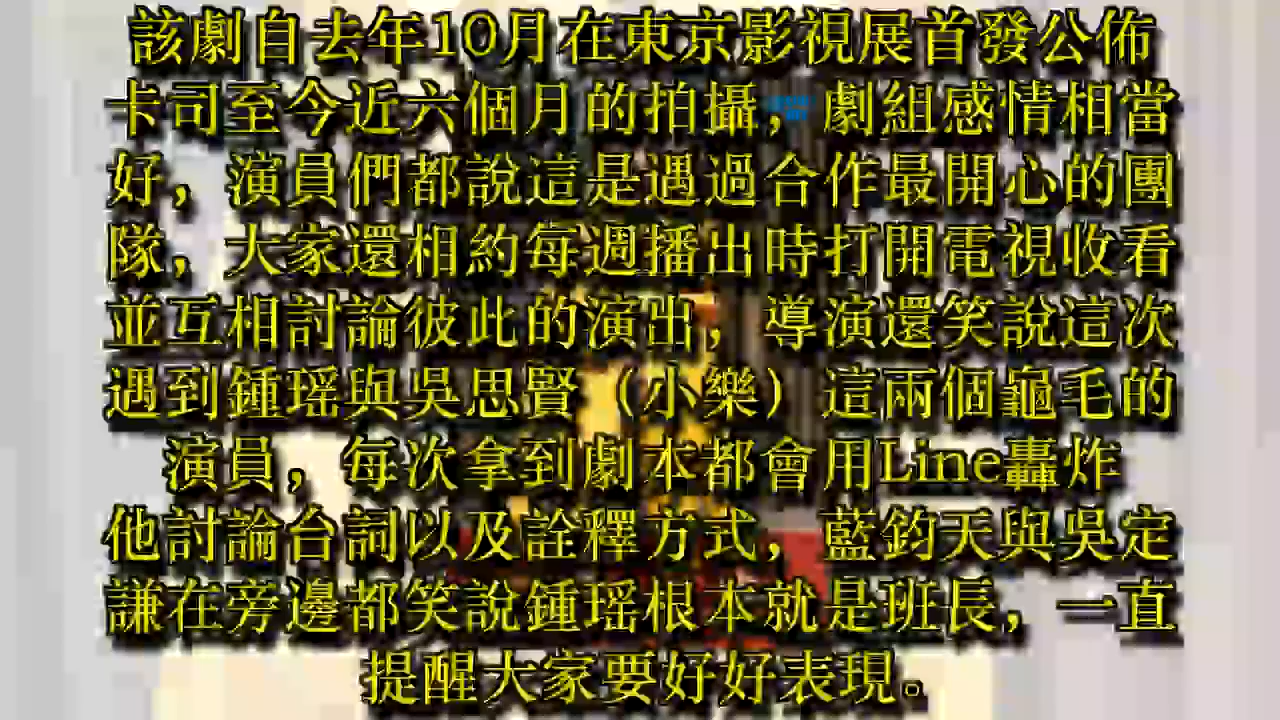 該劇自去年10月在東京影視展首發公佈
卡司至今近六個月的拍攝，劇組感情相當
好，演員們都說這是遇過合作最開心的團
隊，大家還相約每週播出時打開電視收看
並互相討論彼此的演出，導演還笑說這次
遇到鍾瑶與吳思賢（小樂）這兩個龜毛的
演員，每次拿到劇本都會用Line轟炸
他討論台詞以及詮釋方式，藍鈞天與吳定
謙在旁邊都笑說鍾瑶根本就是班長，一直
提醒大家要好好表現。